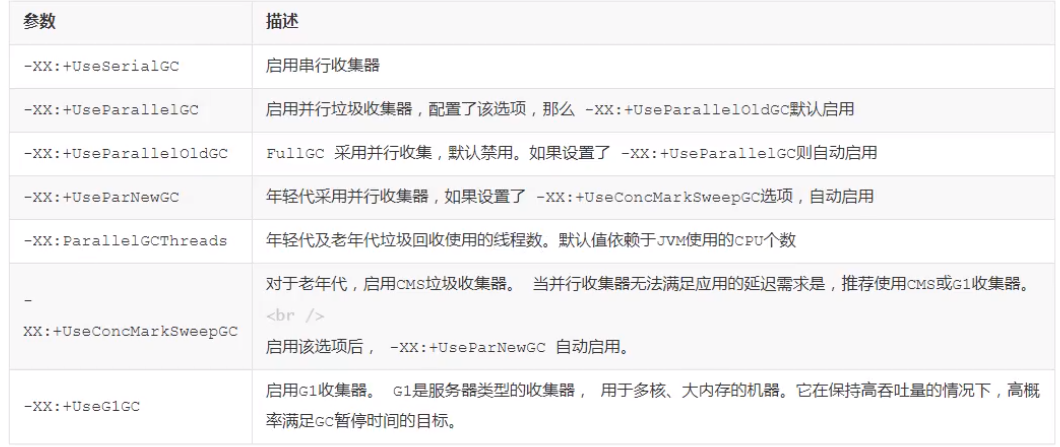 参数 描述
-XX:+UseSerialGC 启用串行收集器
-XX:+UseParallelGC 启用并行垃圾收集器，配置了该选项，那么 -XX:+UseParallelOldGC默认启用
-XX:+UseParallelOldGC FullGC 采用并行收集，默认禁用。如果设置了 -XX:+UseParallelGC则自动启用
-XX:+UseParNewGC 年轻代采用并行收集器，如果设置了 -XX:+UseConcMarkSweepGC选项，自动启用
-XX:ParallelGCThreads 年轻代及老年代垃圾回收使用的线程数。默认值依赖于JVM使用的CPU个数
-
XX:+UseConcMarkSweepGC
对于老年代，启用CMS垃圾收集器。 当并行收集器无法满足应用的延迟需求是，推荐使用CMS或G1收集器。
<br />
启用该选项后， -XX:+UseParNewGC 自动启用。
-XX:+UseG1GC
启用G1收集器。 G1是服务器类型的收集器， 用于多核、大内存的机器。它在保持高吞吐量的情况下，高概
率满足GC暂停时间的目标。